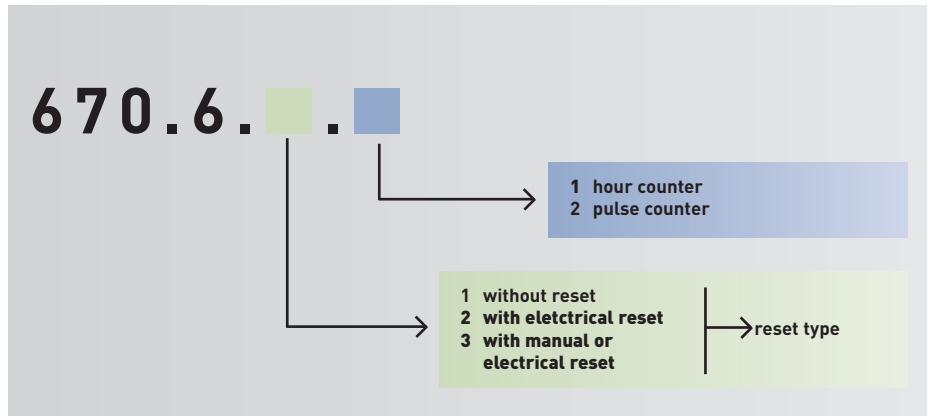 670.6. .
1 hour counter
2 pulse counter
1 without reset
2 with eletctrical reset
3 with manual or
electrical reset
reset type